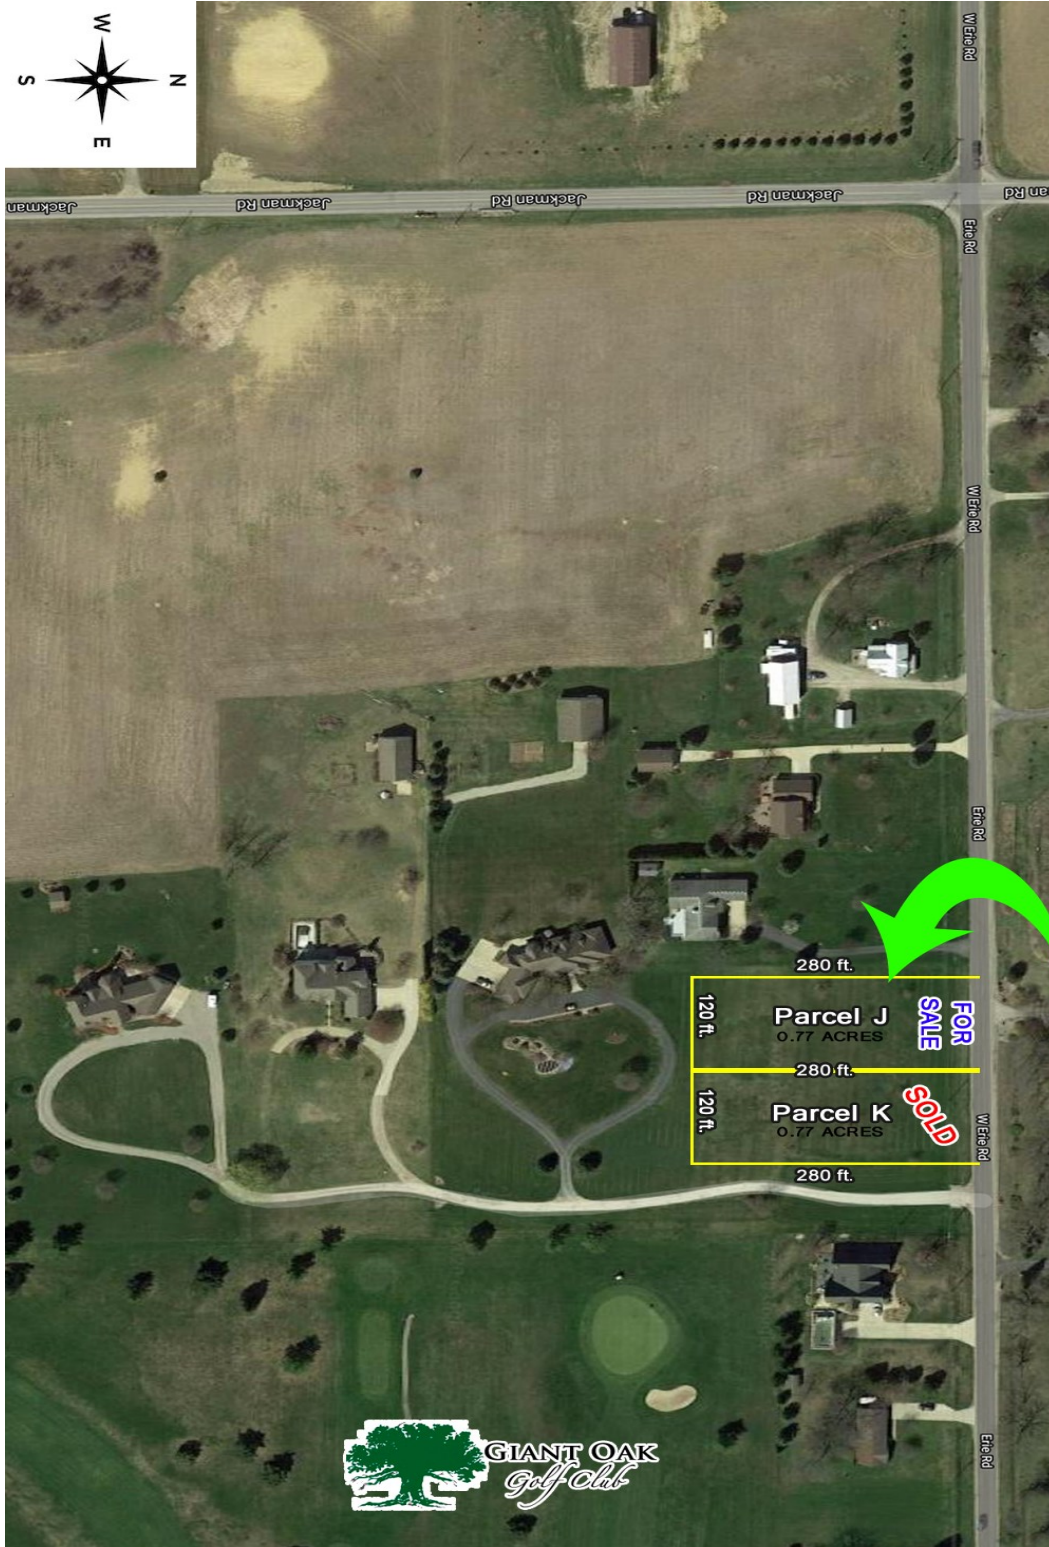 W
S
N
E
W Erie Rd
Jackman
Jackman Rd
Jackman Rd
Jackman Rd
Jackman Rd
Erie Rd
W Erie Rd
Erie Rd
280 ft.
120 ft.
Parcel J
0.77 ACRES
FOR
SALE
280 ft.
120 ft.
Parcel K
0.77 ACRES
SOLD
W Erie Rd
280 ft.
Erie Rd
GIANT OAK
Golf Club